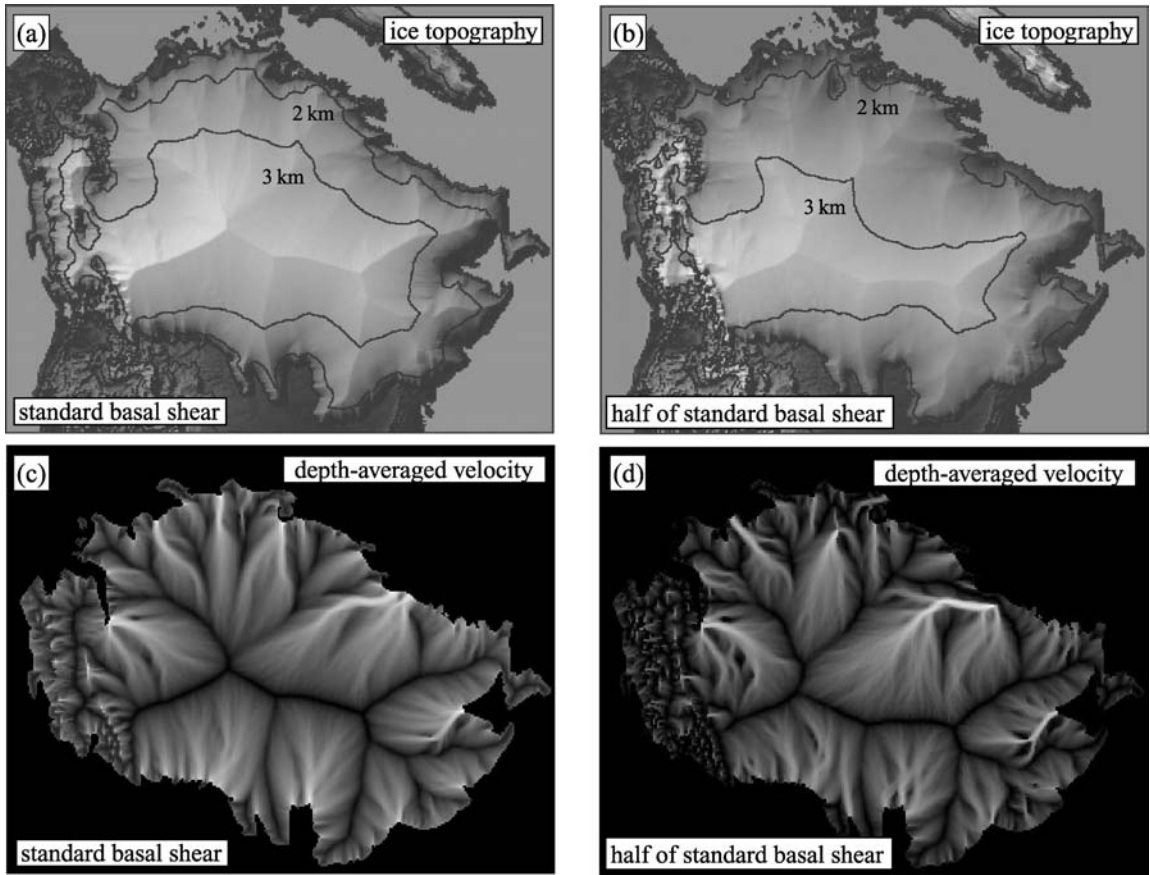 (a)
ice topography
2 km
3 km
standard basal shear
(b)
ice topography
2 km
3 km
half of standard basal shear
(c)
depth-averaged velocity
standard basal shear
(d)
depth-averaged velocity
half of standard basal shear